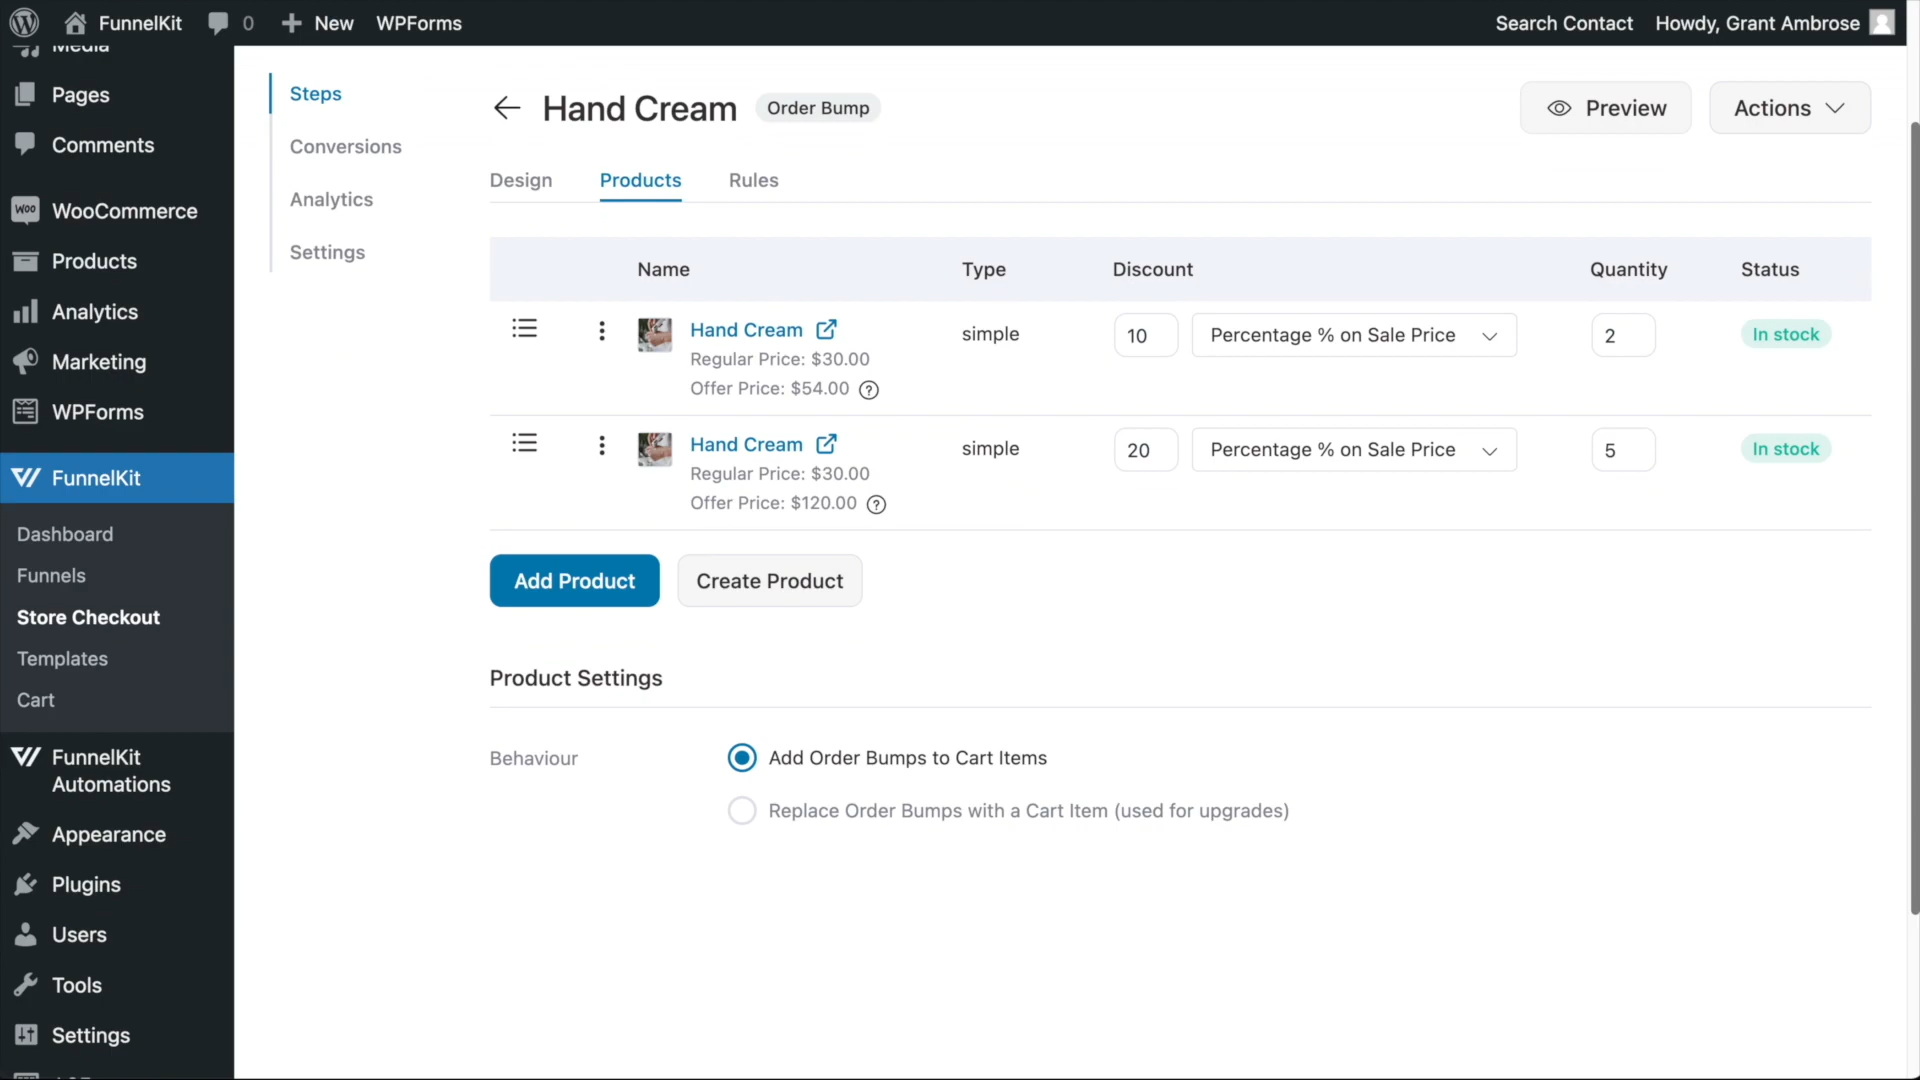 FunnelKit
0
New
WPForms
Search Contact
Howdy, Grant Ambrose
Media
Pages
Comments
WooCommerce
Products
Analytics
Marketing
WPForms
FunnelKit
Dashboard
Funnels
Store Checkout
Templates
Cart
FunnelKit
Automations
Appearance
Plugins
Users
Tools
Settings
Steps
Conversions
Analytics
Settings
Hand Cream
Order Bump
Preview
Actions
Design
Products
Rules
Name
Type
Discount
Quantity
Status
Hand Cream
Regular Price: $30.00
Offer Price: $54.00 ?
simple
10
Percentage % on Sale Price
2
In stock
Hand Cream
Regular Price: $30.00
Offer Price: $120.00 ?
simple
20
Percentage % on Sale Price
5
In stock
Add Product
Create Product
Product Settings
Behaviour
Add Order Bumps to Cart Items
Replace Order Bumps with a Cart Item (used for upgrades)